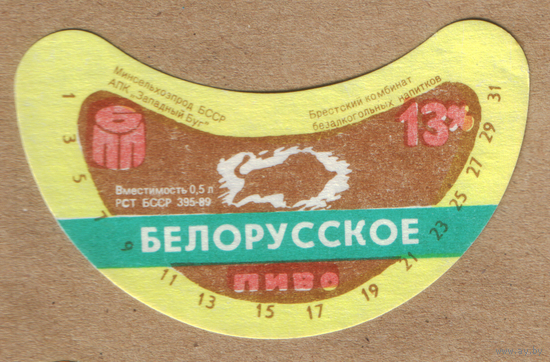 Минсельхозпрод БССР
АПК „Западный Буг"
Брестский комбинат
безалкогольных напитков
13%
Вместимость 0,5 л
РСТ БССР 395-89
БЕЛОРУССКОЕ
пиво
1
3
5
7
9
11
13
15
17
19
21
23
25
27
29
31